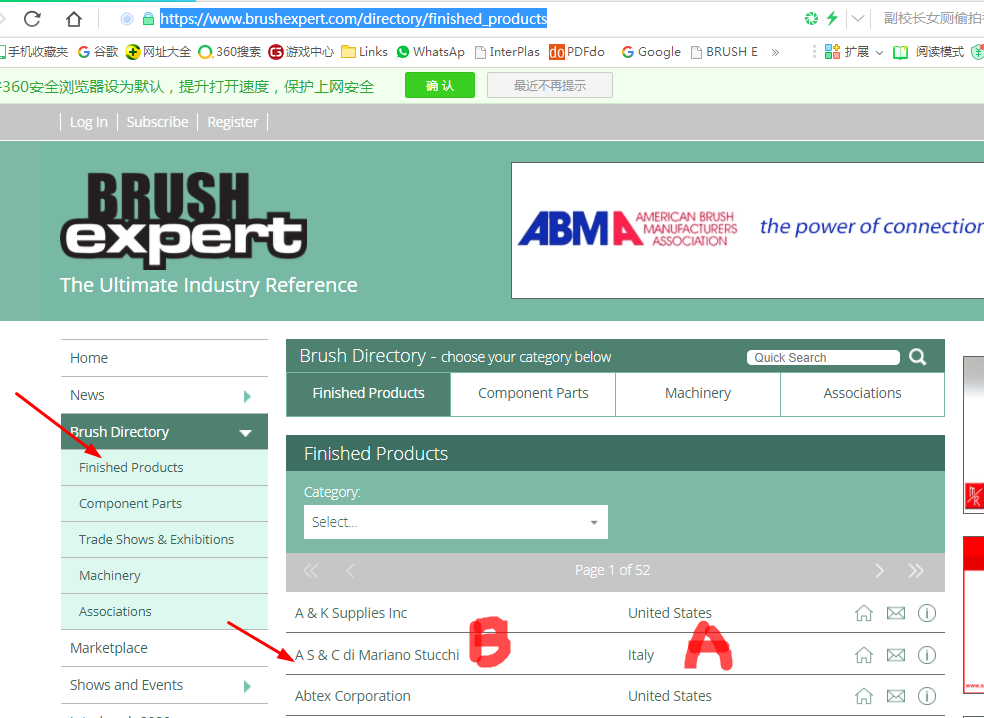 https://www.brushexpert.com/directory/finished_products
副校长女厕偷拍
手机收藏夹 谷歌 网址大全 360搜索 游戏中心 Links WhatsApp InterPlas PDFdo Google BRUSH E » 扩展 阅读模式
360安全浏览器设为默认，提升打开速度，保护上网安全 确 认 最近不再提示
Log In Subscribe Register
BRUSH
expert
The Ultimate Industry Reference
ABMA AMERICAN BRUSH
MANUFACTURERS
ASSOCIATION
the power of connection
Home
News
Brush Directory
Finished Products
Component Parts
Trade Shows & Exhibitions
Machinery
Associations
Marketplace
Shows and Events
Brush Directory - choose your category below Quick Search
Finished Products Component Parts Machinery Associations
Finished Products
Category:
Select...
Page 1 of 52
A & K Supplies Inc United States
A S & C di Mariano Stucchi B Italy A
Abtex Corporation United States